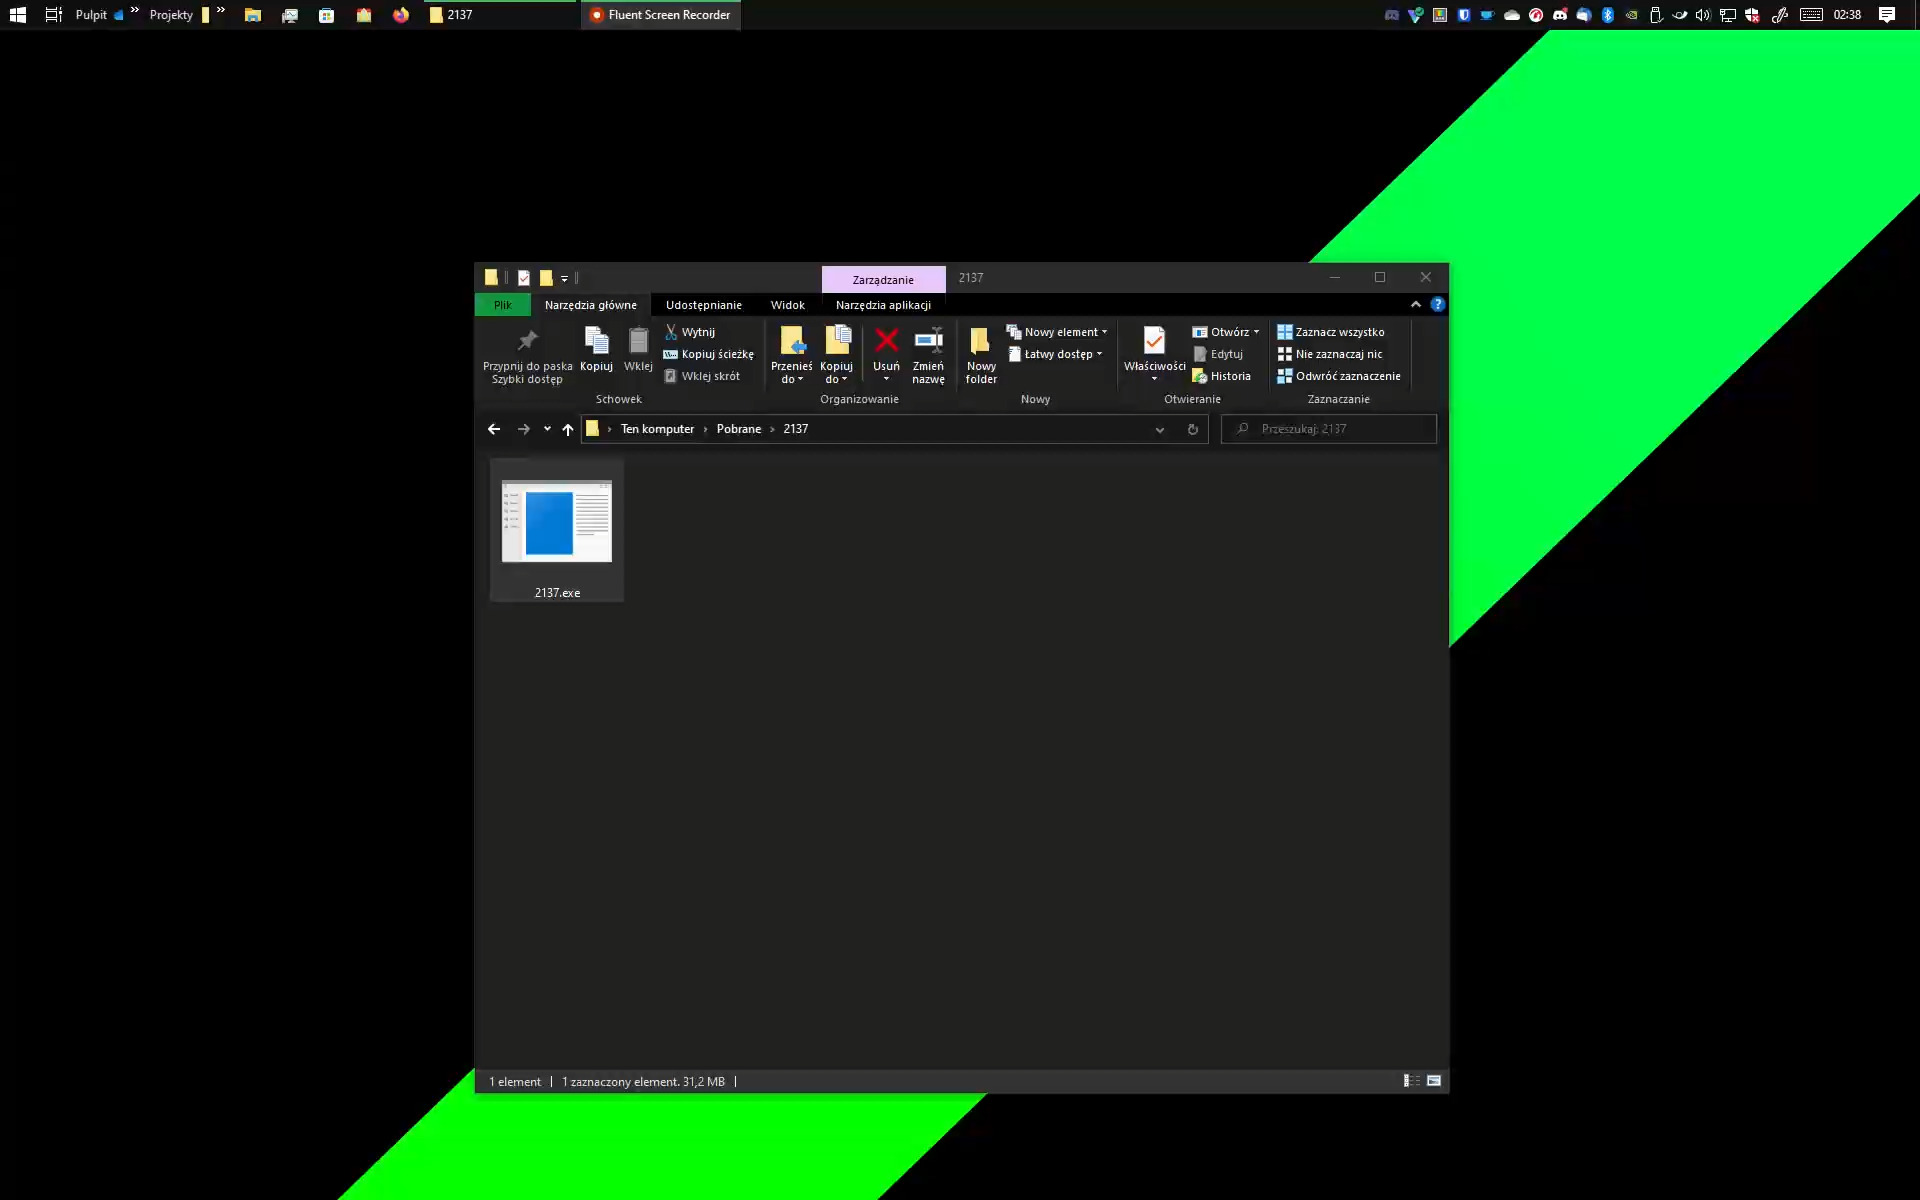 Pulpit » Projekty » 2137 Fluent Screen Recorder 02:38
Zarządzanie 2137
Plik Narzędzia główne Udostępnianie Widok Narzędzia aplikacji
Przypnij do paska Szybki dostęp
Kopiuj
Wklej
Wytnij
Kopiuj ścieżkę
Wklej skrót
Schowek
Przenieś do
Kopiuj do
Usuń
Zmień nazwę
Organizowanie
Nowy folder
Nowy element
Łatwy dostęp
Nowy
Właściwości
Otwórz
Edytuj
Historia
Otwieranie
Zaznacz wszystko
Nie zaznaczaj nic
Odwróć zaznaczenie
Zaznaczanie
Ten komputer › Pobrane › 2137
Przeszukaj: 2137
2137.exe
1 element 1 zaznaczony element. 31,2 MB